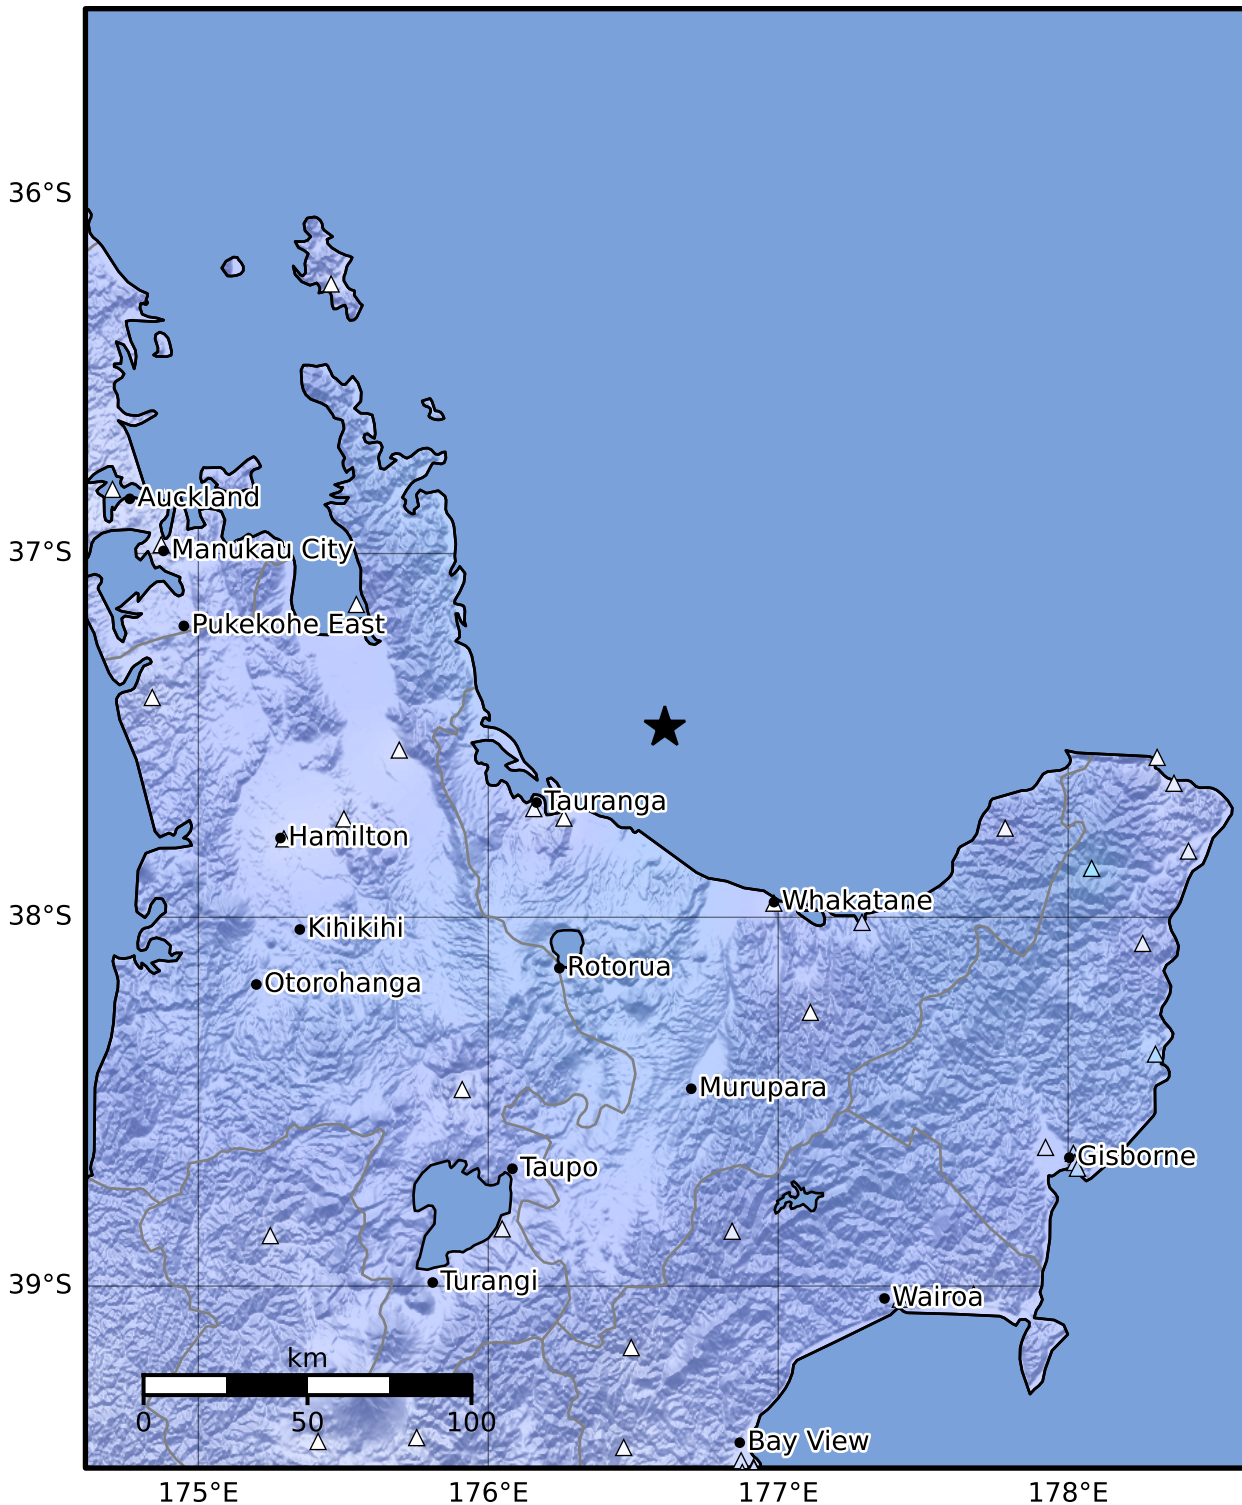 36°S
Auckland
37°S
Manukau City
Pukekohe East
Tauranga
Hamilton
38°S
Whakatane
Kihikihi
Rotorua
Otorohanga
Murupara
Gisborne
Taupo
39°S
Turangi
Wairoa
km
0 50 100
Bay View
175°E 176°E 177°E 178°E